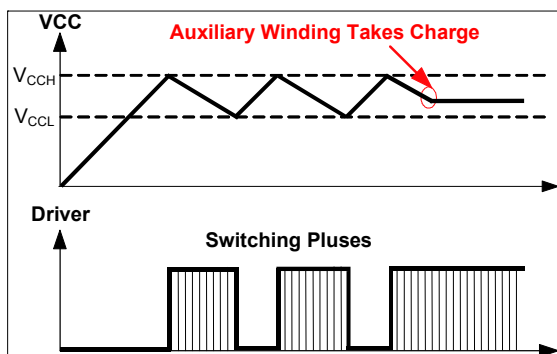 VCC
Auxiliary Winding Takes Charge
VCCH
VCCL
Driver
Switching Pluses